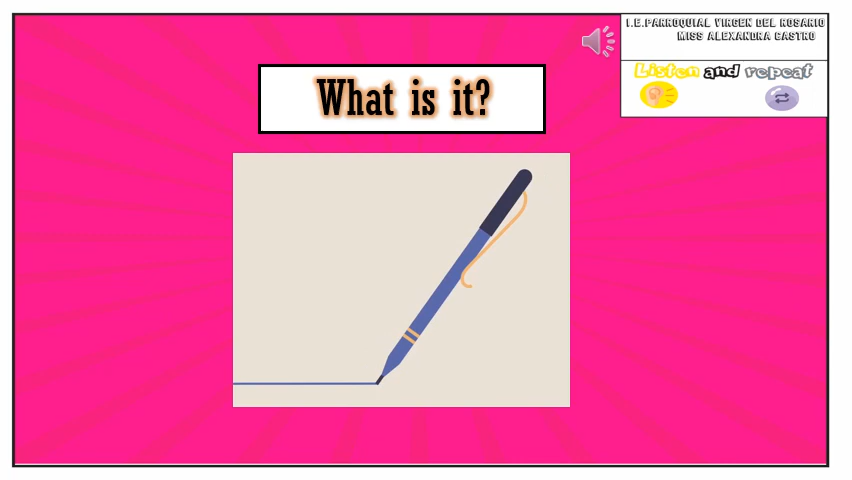 I.E.PARROQUIAL VIRGEN DEL ROSARIO
MISS ALEXANDRA CASTRO
Listen and repeat
What is it?